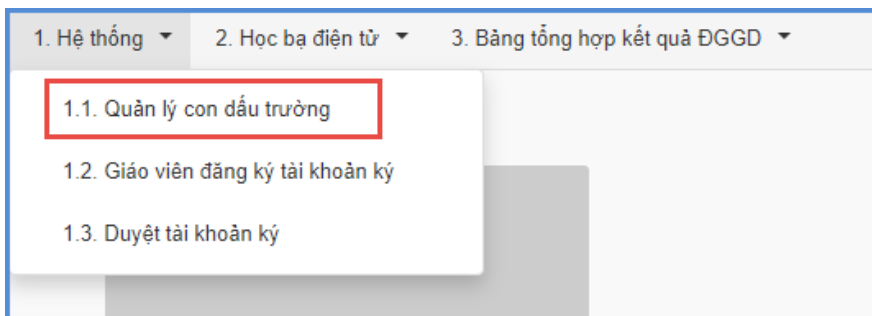 1. Hệ thống 2. Học bạ điện tử 3. Bảng tổng hợp kết quả ĐGGD
1.1. Quản lý con dấu trường
1.2. Giáo viên đăng ký tài khoản ký
1.3. Duyệt tài khoản ký